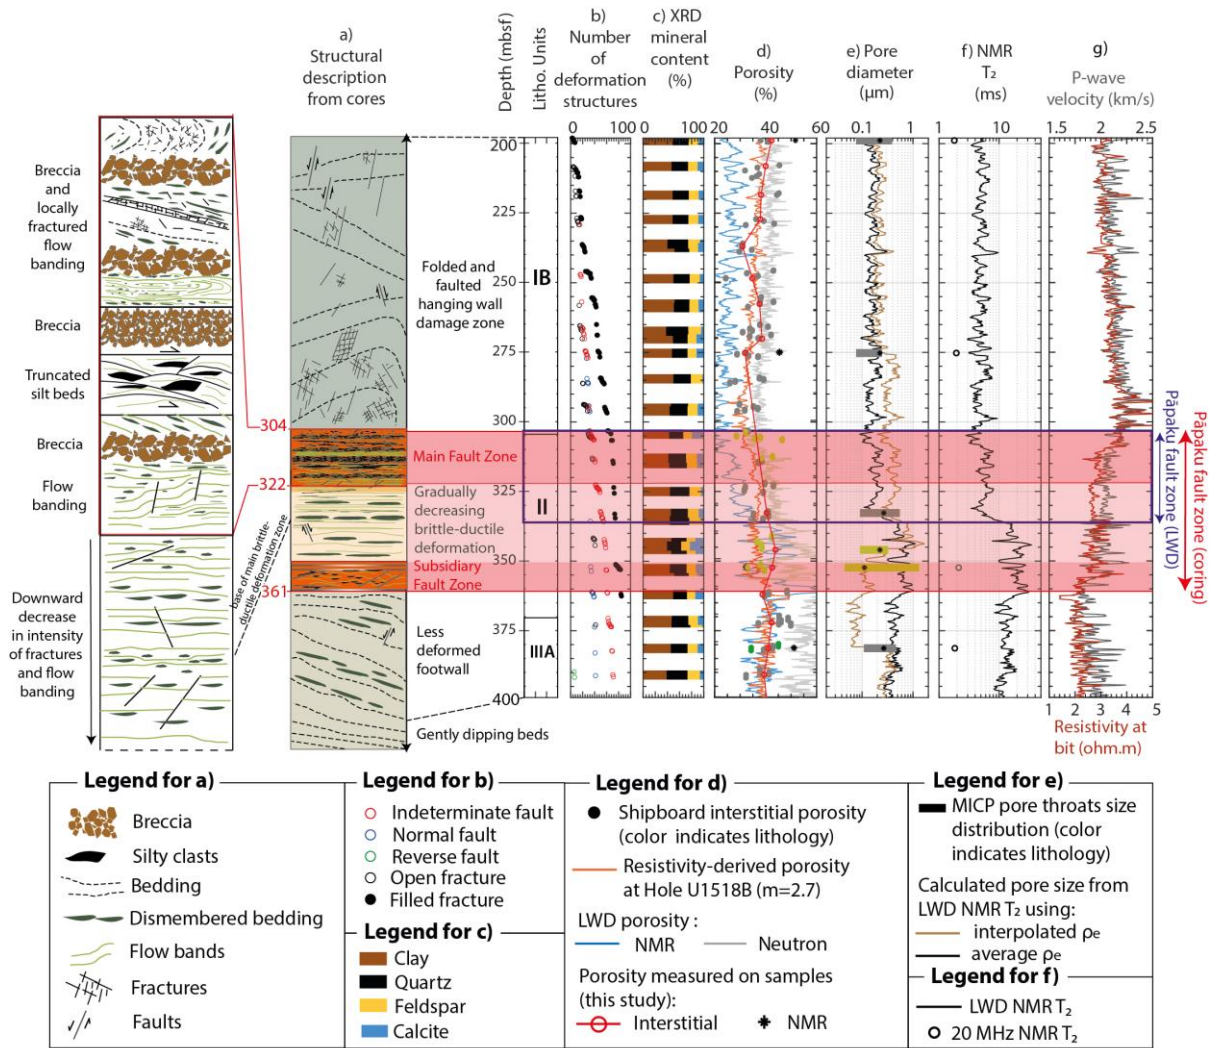 a)
Structural
description
from cores
Depth (mbsf)
Litho. Units
b)
Number
of
deformation
structures
c) XRD
mineral
content
(%)
d)
Porosity
(%)
e) Pore
diameter
(µm)
f) NMR
T₂
(ms)
g)
P-wave
velocity (km/s)
0 100
0 100
20 40 60
0.1 1
1 10
1.5 2 2.5
200
225
250
275
300
325
350
375
400
IB
II
IIIA
Breccia
and
locally
fractured
flow
banding
Breccia
Truncated
silt beds
Breccia
Flow
banding
Downward
decrease
in intensity
of fractures
and flow
banding
304
322
361
base of main brittle-
ductile deformation zone
Folded and
faulted
hanging wall
damage zone
Main Fault Zone
Gradually
decreasing
brittle-ductile
deformation
Subsidiary
Fault Zone
Less
deformed
footwall
Gently dipping beds
Pāpaku fault zone (LWD)
Pāpaku fault zone (coring)
1 2 3 4 5
Resistivity at
bit (ohm.m)
Legend for a)
Breccia
Silty clasts
Bedding
Dismembered bedding
Flow bands
Fractures
Faults
Legend for b)
Indeterminate fault
Normal fault
Reverse fault
Open fracture
Filled fracture
Legend for c)
Clay
Quartz
Feldspar
Calcite
Legend for d)
Shipboard interstitial porosity
(color indicates lithology)
Resistivity-derived porosity
at Hole U1518B (m=2.7)
LWD porosity :
NMR Neutron
Porosity measured on samples
(this study):
Interstitial NMR
Legend for e)
MICP pore throats size
distribution (color
indicates lithology)
Calculated pore size from
LWD NMR T₂ using:
interpolated ρe
average ρe
Legend for f)
LWD NMR T₂
20 MHz NMR T₂